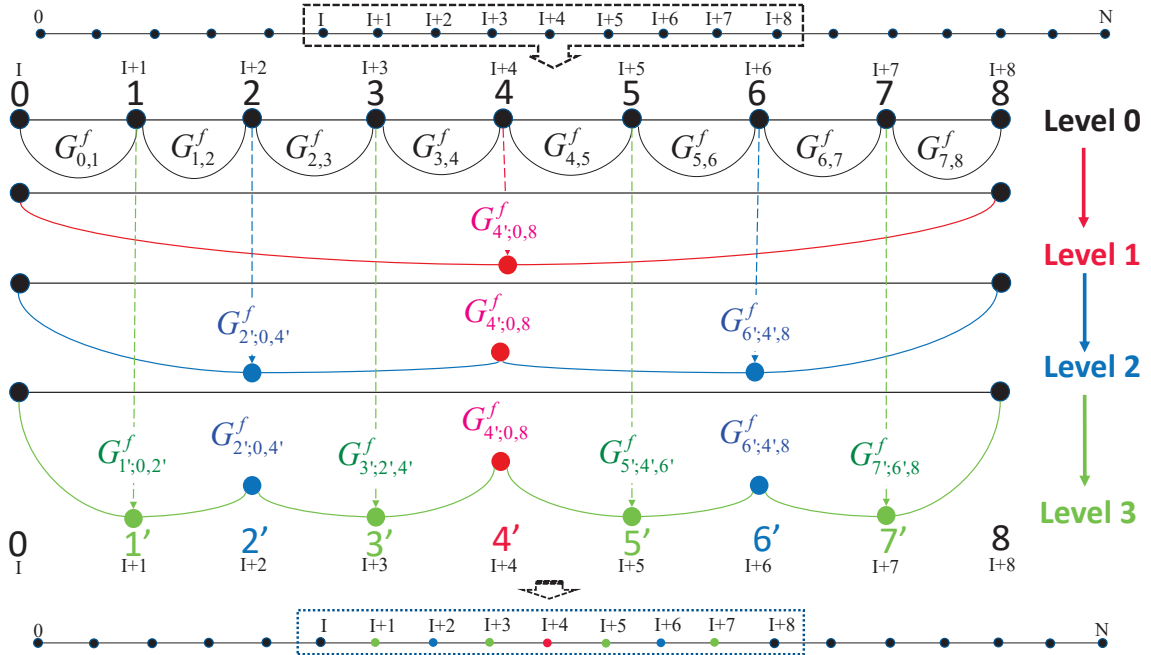 0 I I+1 I+2 I+3 I+4 I+5 I+6 I+7 I+8 N
I I+1 I+2 I+3 I+4 I+5 I+6 I+7 I+8
0 1 2 3 4 5 6 7 8
Level 0
G^f_{0,1} G^f_{1,2} G^f_{2,3} G^f_{3,4} G^f_{4,5} G^f_{5,6} G^f_{6,7} G^f_{7,8}
G^f_{4';0,8}
Level 1
G^f_{2';0,4'} G^f_{4';0,8} G^f_{6';4',8}
Level 2
G^f_{1';0,2'} G^f_{2';0,4'} G^f_{3';2',4'} G^f_{4';0,8} G^f_{5';4',6'} G^f_{6';4',8} G^f_{7';6',8}
Level 3
0 1' 2' 3' 4' 5' 6' 7' 8
I I+1 I+2 I+3 I+4 I+5 I+6 I+7 I+8
0 I I+1 I+2 I+3 I+4 I+5 I+6 I+7 I+8 N